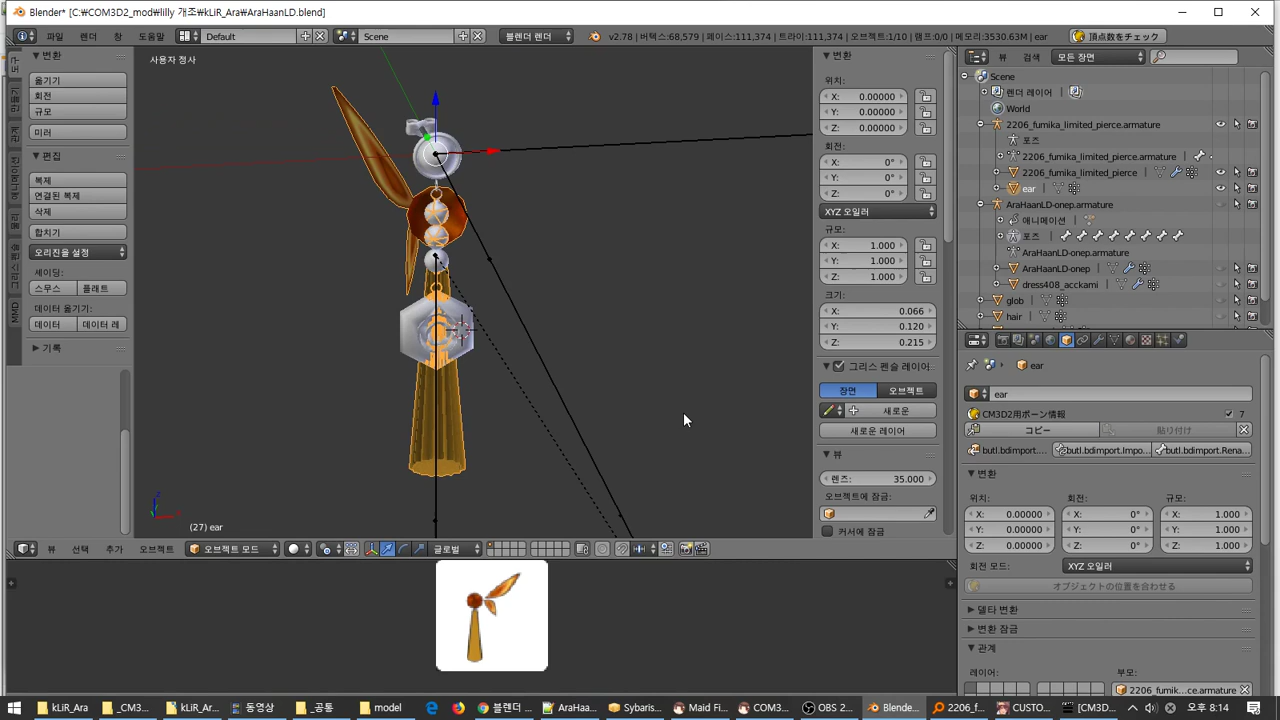 Blender* [C:₩COM3D2_mod₩lilly 개조₩kLiR_Ara₩AraHaanLD.blend]
파일 렌더 창 도움말 Default Scene 블렌더 렌더 v2.78 | 버텍스:68,579 | 페이스:111,374 | 트라이:111,374 | 오브젝트:1/10 | 램프:0/0 | 메모리:3530.63M | ear 頂点数をチェック
변환
옮기기
회전
규모
미러
편집
복제
연결된 복제
삭제
합치기
오리진을 설정
셰이딩:
스무스 플래트
데이터 옮기기:
데이터 데이터 레
기록
MMD
사용자 정사
(27) ear
변환
위치:
X: 0.00000
Y: 0.00000
Z: 0.00000
회전:
X: 0°
Y: 0°
Z: 0°
XYZ 오일러
규모:
X: 1.000
Y: 1.000
Z: 1.000
크기:
X: 0.066
Y: 0.120
Z: 0.215
그리스 펜슬 레이어
장면 오브젝트
새로운
새로운 레이어
뷰
렌즈: 35.000
오브젝트에 잠금:
커서에 잠금
뷰 검색 모든 장면
Scene
렌더 레이어
World
2206_fumika_limited_pierce.armature
포즈
2206_fumika_limited_pierce.armature
2206_fumika_limited_pierce
ear
AraHaanLD-onep.armature
애니메이션
포즈
AraHaanLD-onep.armature
AraHaanLD-onep
dress408_acckami
glob
hair
ear
ear
CM3D2用ボーン情報 7
コピー 貼り付け
butl.bdimport.... butl.bdimport.Impo... butl.bdimport.Rena...
변환
위치: 회전: 규모:
X: 0.00000 X: 0° X: 1.000
Y: 0.00000 Y: 0° Y: 1.000
Z: 0.00000 Z: 0° Z: 1.000
회전 모드: XYZ 오일러
オブジェクトの位置を合わせる
델타 변환
변환 잠금
관계
레이어: 부모:
2206_fumik...ce.armature
뷰 선택 추가 오브젝트 오브젝트 모드 글로벌
kLiR_Ara _CM3... kLiR_Ar... 동영상 _공통 model 블렌더 ... AraHaa... Sybaris... Maid Fi... COM3... OBS 2... Blende... 2206_f... CUSTO... [CM3D... 오후 8:14